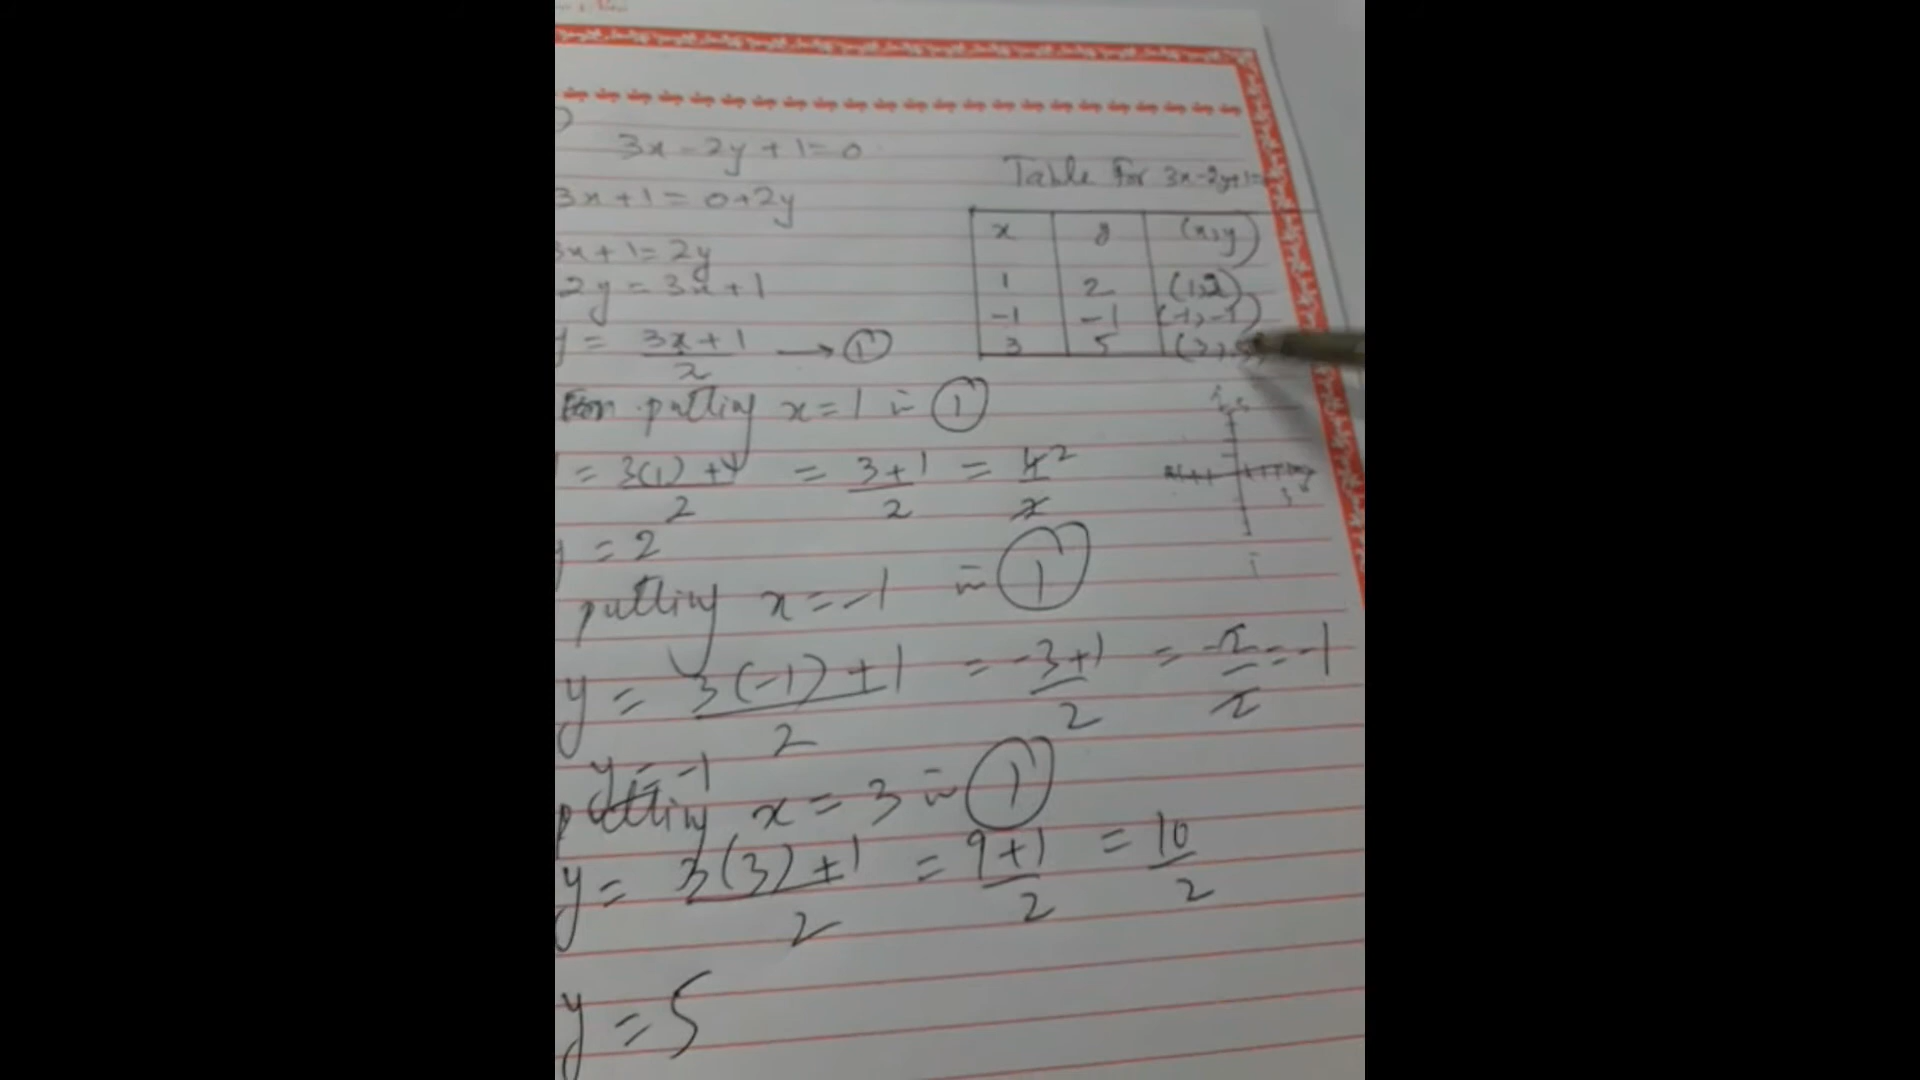 3x-2y+1=0
3x+1=0+2y
3x+1=2y
2y=3x+1
y = 3x+1/2 → ①
putting x=1 in ①
= 3(1)+1/2 = 3+1/2 = 4/2 2
y = 2
putting x=-1 in ①
y = 3(-1)+1/2 = -3+1/2 = -2/2 = -1
y = -1
putting x = 3 in ①
y = 3(3)+1/2 = 9+1/2 = 10/2
y = 5
Table For 3x-2y+1=
x y (x,y)
1 2 (1,2)
-1 -1 (-1,-1)
3 5 (3,5)